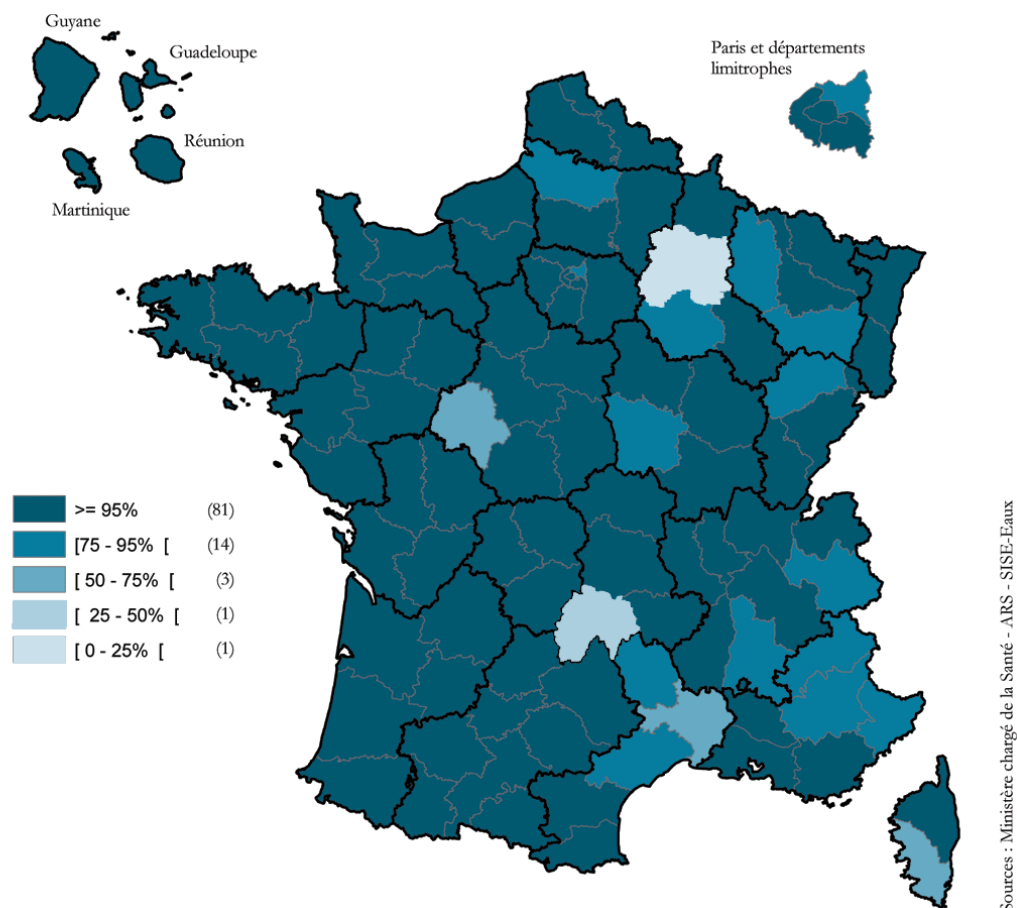 Guyane
Guadeloupe
Réunion
Martinique
Paris et départements
limitrophes
>= 95% (81)
[75 - 95% [ (14)
[ 50 - 75% [ (3)
[ 25 - 50% [ (1)
[ 0 - 25% [ (1)
Sources : Ministère chargé de la Santé - ARS - SISE-Eaux